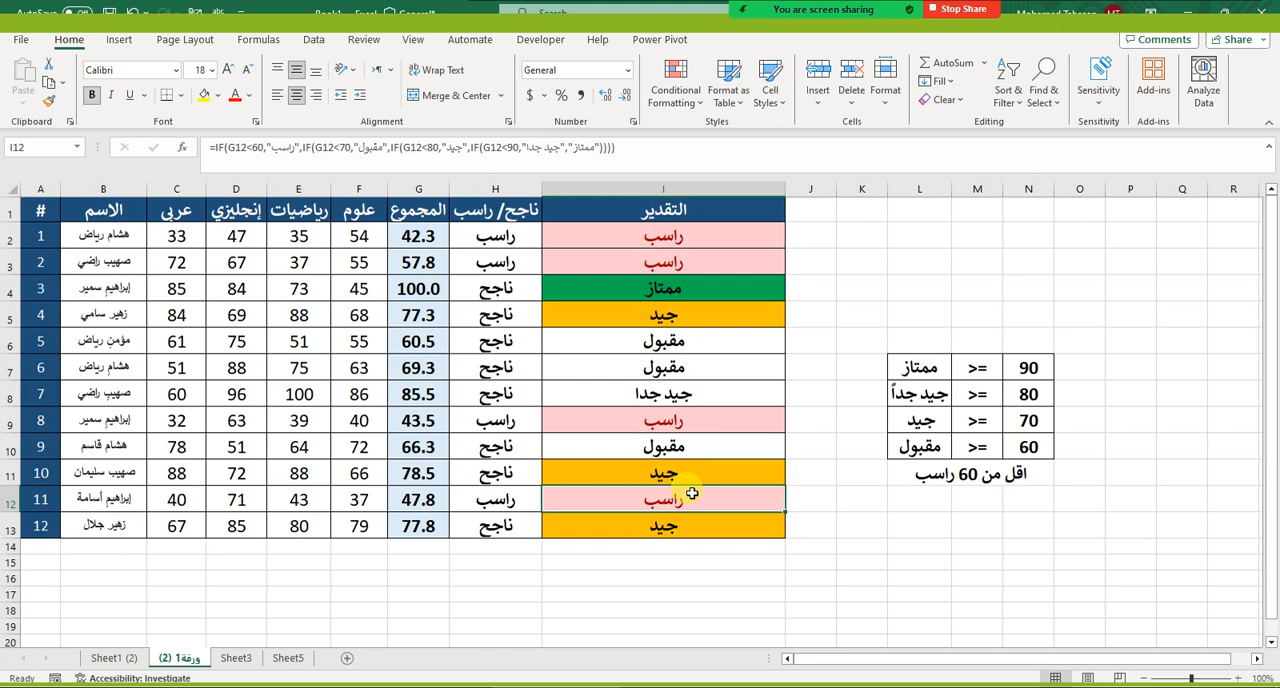 You are screen sharing Stop Share
File Home Insert Page Layout Formulas Data Review View Automate Developer Help Power Pivot Comments Share
Paste Calibri 18 Wrap Text General Conditional Formatting Format as Table Cell Styles Insert Delete Format AutoSum Fill Clear Sort & Filter Find & Select Sensitivity Add-ins Analyze Data
B I U Merge & Center $ %
Clipboard Font Alignment Number Styles Cells Editing Sensitivity Add-ins
I12 fx =IF(G12<60,"راسب",IF(G12<70,"مقبول",IF(G12<80,"جيد",IF(G12<90,"جيد جدا","ممتاز"))))
A B C D E F G H I J K L M N O P Q R
1 # الاسم عربى إنجليزي رياضيات علوم المجموع ناجح/ راسب التقدير
2 1 هشام رياض 33 47 35 54 42.3 راسب راسب
3 2 صهيب راضي 72 67 37 55 57.8 راسب راسب
4 3 إبراهيم سمير 85 84 73 45 100.0 ناجح ممتاز
5 4 زهير سامي 84 69 88 68 77.3 ناجح جيد
6 5 مؤمن رياض 61 75 51 55 60.5 ناجح مقبول
7 6 هشام رياض 51 88 75 63 69.3 ناجح مقبول ممتاز >= 90
8 7 صهيب راضي 60 96 100 86 85.5 ناجح جيد جدا جيد جداً >= 80
9 8 إبراهيم سمير 32 63 39 40 43.5 راسب راسب جيد >= 70
10 9 هشام قاسم 78 51 64 72 66.3 ناجح مقبول مقبول >= 60
11 10 صهيب سليمان 88 72 88 66 78.5 ناجح جيد اقل من 60 راسب
12 11 إبراهيم أسامة 40 71 43 37 47.8 راسب راسب
13 12 زهير جلال 67 85 80 79 77.8 ناجح جيد
14
15
16
17
18
19
20
Sheet1 (2) ورقة1 (2) Sheet3 Sheet5
Ready Accessibility: Investigate 100%